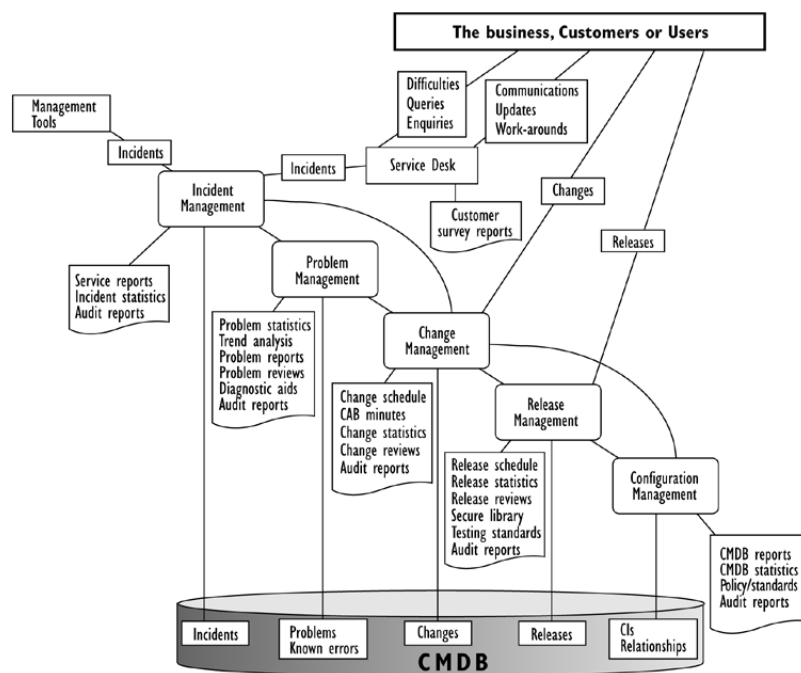 The business, Customers or Users
Difficulties
Queries
Enquiries
Communications
Updates
Work-arounds
Management
Tools
Incidents
Incidents
Service Desk
Incident
Management
Changes
Customer
survey reports
Releases
Service reports
Incident statistics
Audit reports
Problem
Management
Problem statistics
Trend analysis
Problem reports
Problem reviews
Diagnostic aids
Audit reports
Change
Management
Change schedule
CAB minutes
Change statistics
Change reviews
Audit reports
Release
Management
Release schedule
Release statistics
Release reviews
Secure library
Testing standards
Audit reports
Configuration
Management
CMDB reports
CMDB statistics
Policy/standards
Audit reports
Incidents
Problems
Known errors
Changes
Releases
CIs
Relationships
CMDB